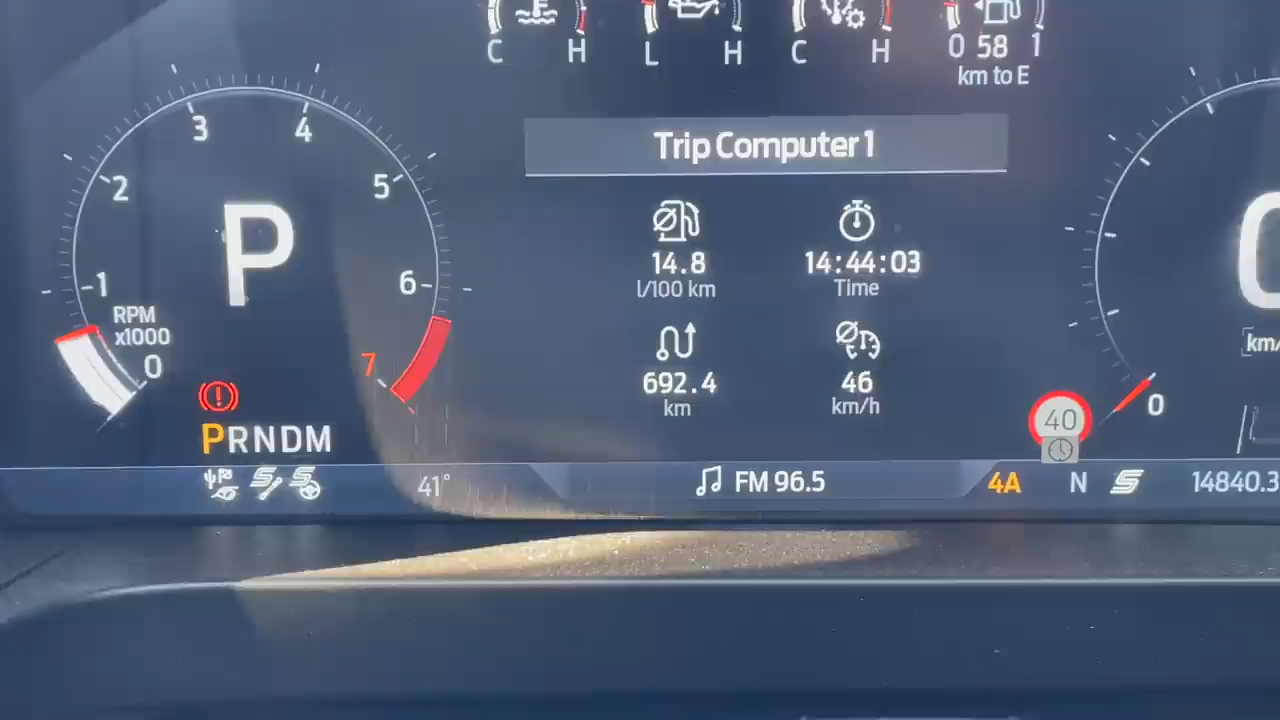 C H L H C H 0 58 1
km to E
Trip Computer 1
3 4
2 5
1 6
RPM
x1000
0 7
P
14.8
l/100 km
14:44:03
Time
692.4
km
46
km/h
PRNDM
41°
FM 96.5
40
0
4A N
14840.3
0
km/